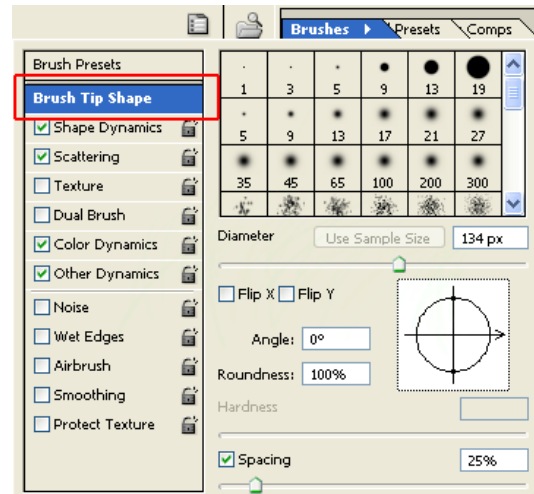 Brushes Presets Comps
Brush Presets
Brush Tip Shape
Shape Dynamics
Scattering
Texture
Dual Brush
Color Dynamics
Other Dynamics
Noise
Wet Edges
Airbrush
Smoothing
Protect Texture
1 3 5 9 13 19
5 9 13 17 21 27
35 45 65 100 200 300
Diameter Use Sample Size 134 px
Flip X Flip Y
Angle: 0º
Roundness: 100%
Hardness
Spacing 25%